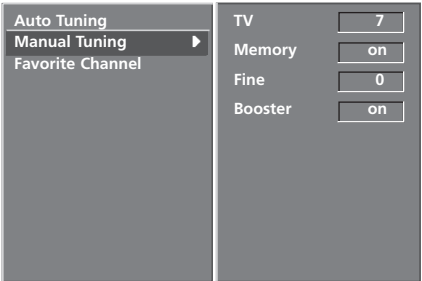 Auto Tuning
Manual Tuning
Favorite Channel
TV 7
Memory on
Fine 0
Booster on